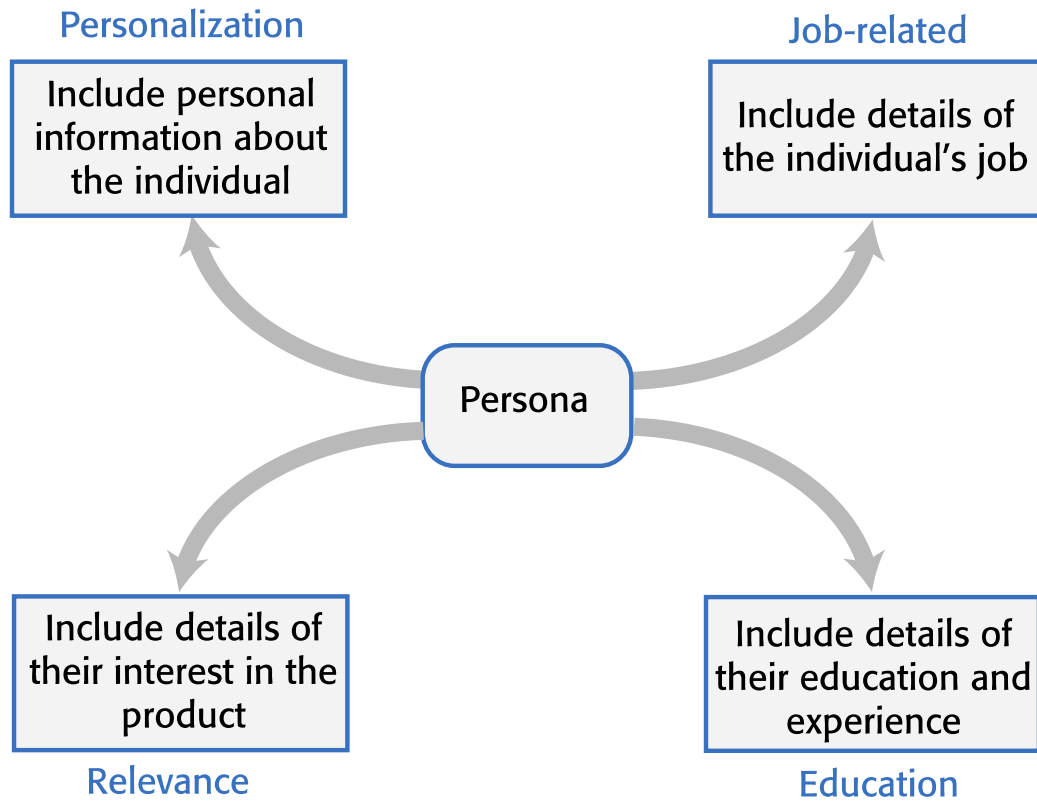 Personalization
Include personal
information about
the individual
Job-related
Include details of
the individual’s job
Persona
Include details of
their interest in the
product
Relevance
Include details of
their education and
experience
Education